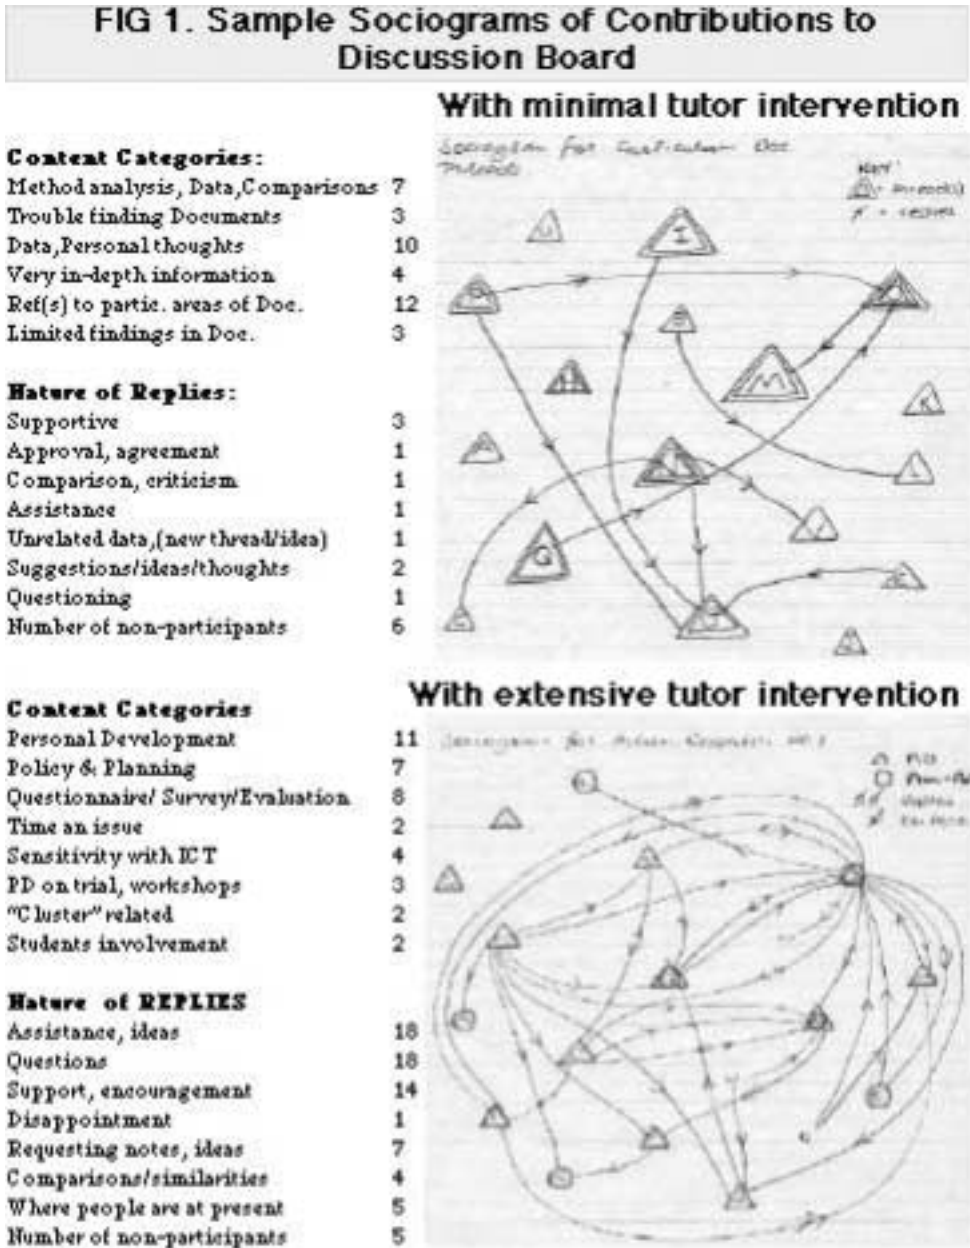 FIG 1. Sample Sociograms of Contributions to
Discussion Board
With minimal tutor intervention
Content Categories:
Method analysis, Data,Comparisons 7
Trouble finding Documents 3
Data,Personal thoughts 10
Very in-depth information 4
Ref(s) to partic. areas of Doc. 12
Limited findings in Doc. 3
Nature of Replies:
Supportive 3
Approval, agreement 1
Comparison, criticism 1
Assistance 1
Unrelated data,(new thread/idea) 1
Suggestions/ideas/thoughts 2
Questioning 1
Number of non-participants 6
Sociogram for Curriculum Doc
I
M
G
K
L
With extensive tutor intervention
Content Categories
Personal Development 11
Policy & Planning 7
Questionnaire/ Survey/Evaluation 8
Time an issue 2
Sensitivity with ICT 4
PD on trial, workshops 3
"Cluster" related 2
Students involvement 2
Nature of REPLIES
Assistance, ideas 18
Questions 18
Support, encouragement 14
Disappointment 1
Requesting notes, ideas 7
Comparisons/similarities 4
Where people are at present 5
Number of non-participants 5
Sociogram for